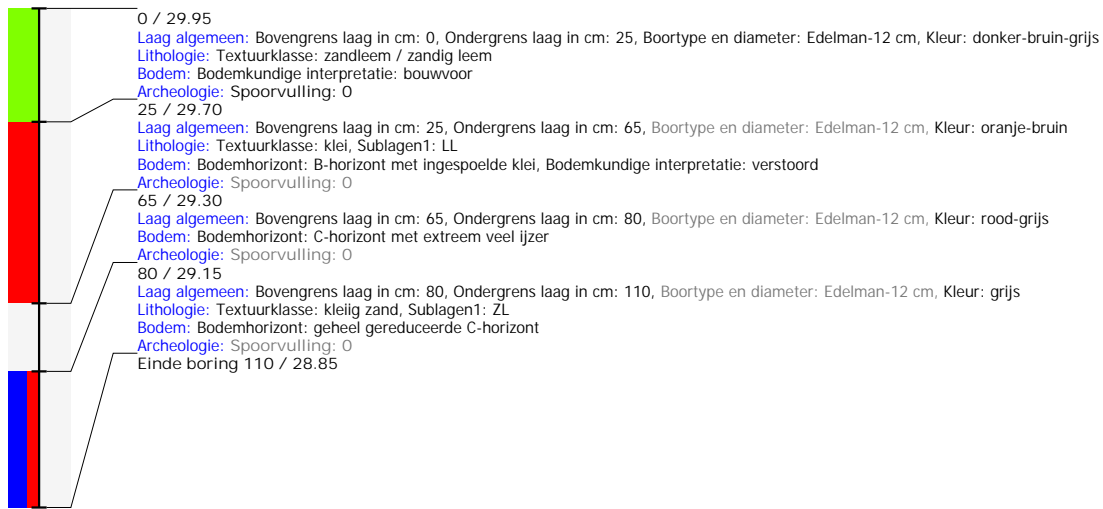 0 / 29.95
Laag algemeen: Bovengrens laag in cm: 0, Ondergrens laag in cm: 25, Boortype en diameter: Edelman-12 cm, Kleur: donker-bruin-grijs
Lithologie: Textuurklasse: zandleem / zandig leem
Bodem: Bodemkundige interpretatie: bouwvoor
Archeologie: Spoorvulling: 0
25 / 29.70
Laag algemeen: Bovengrens laag in cm: 25, Ondergrens laag in cm: 65, Boortype en diameter: Edelman-12 cm, Kleur: oranje-bruin
Lithologie: Textuurklasse: klei, Sublagen1: LL
Bodem: Bodemhorizont: B-horizont met ingespoelde klei, Bodemkundige interpretatie: verstoord
Archeologie: Spoorvulling: 0
65 / 29.30
Laag algemeen: Bovengrens laag in cm: 65, Ondergrens laag in cm: 80, Boortype en diameter: Edelman-12 cm, Kleur: rood-grijs
Bodem: Bodemhorizont: C-horizont met extreem veel ijzer
Archeologie: Spoorvulling: 0
80 / 29.15
Laag algemeen: Bovengrens laag in cm: 80, Ondergrens laag in cm: 110, Boortype en diameter: Edelman-12 cm, Kleur: grijs
Lithologie: Textuurklasse: kleiig zand, Sublagen1: ZL
Bodem: Bodemhorizont: geheel gereduceerde C-horizont
Archeologie: Spoorvulling: 0
Einde boring 110 / 28.85